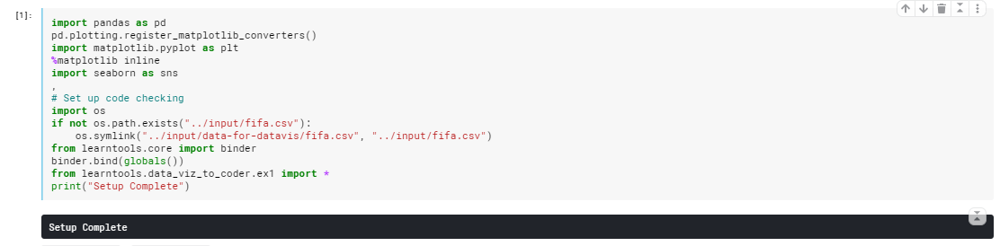 [1]:
import pandas as pd
pd.plotting.register_matplotlib_converters()
import matplotlib.pyplot as plt
%matplotlib inline
import seaborn as sns
,
# Set up code checking
import os
if not os.path.exists("../input/fifa.csv"):
    os.symlink("../input/data-for-datavis/fifa.csv", "../input/fifa.csv")
from learntools.core import binder
binder.bind(globals())
from learntools.data_viz_to_coder.ex1 import *
print("Setup Complete")
Setup Complete